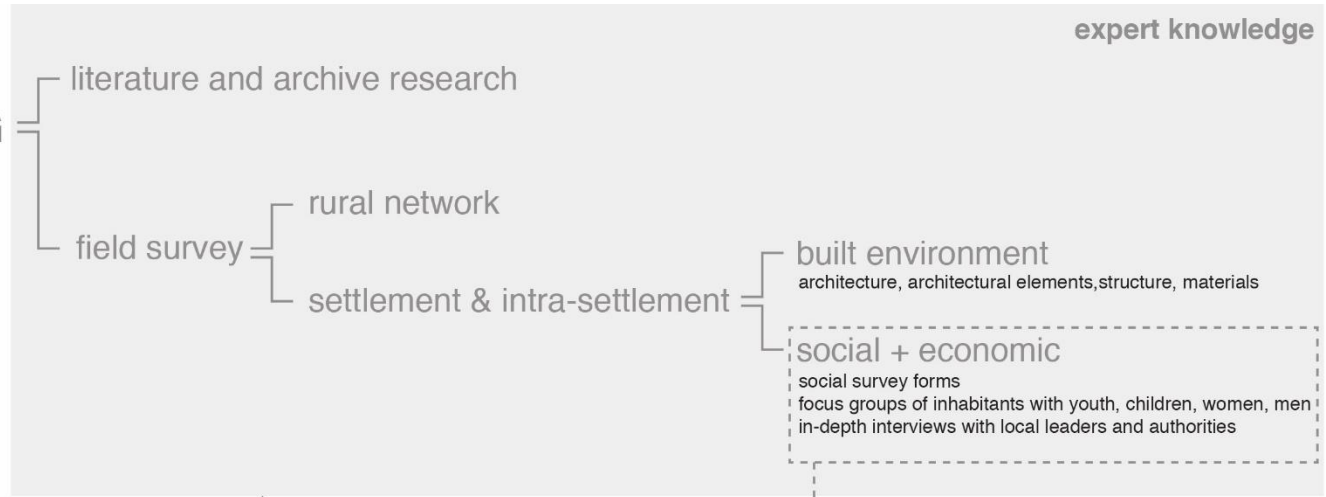 expert knowledge
literature and archive research
rural network
field survey
built environment
architecture, architectural elements,structure, materials
settlement & intra-settlement
social + economic
social survey forms
focus groups of inhabitants with youth, children, women, men
in-depth interviews with local leaders and authorities